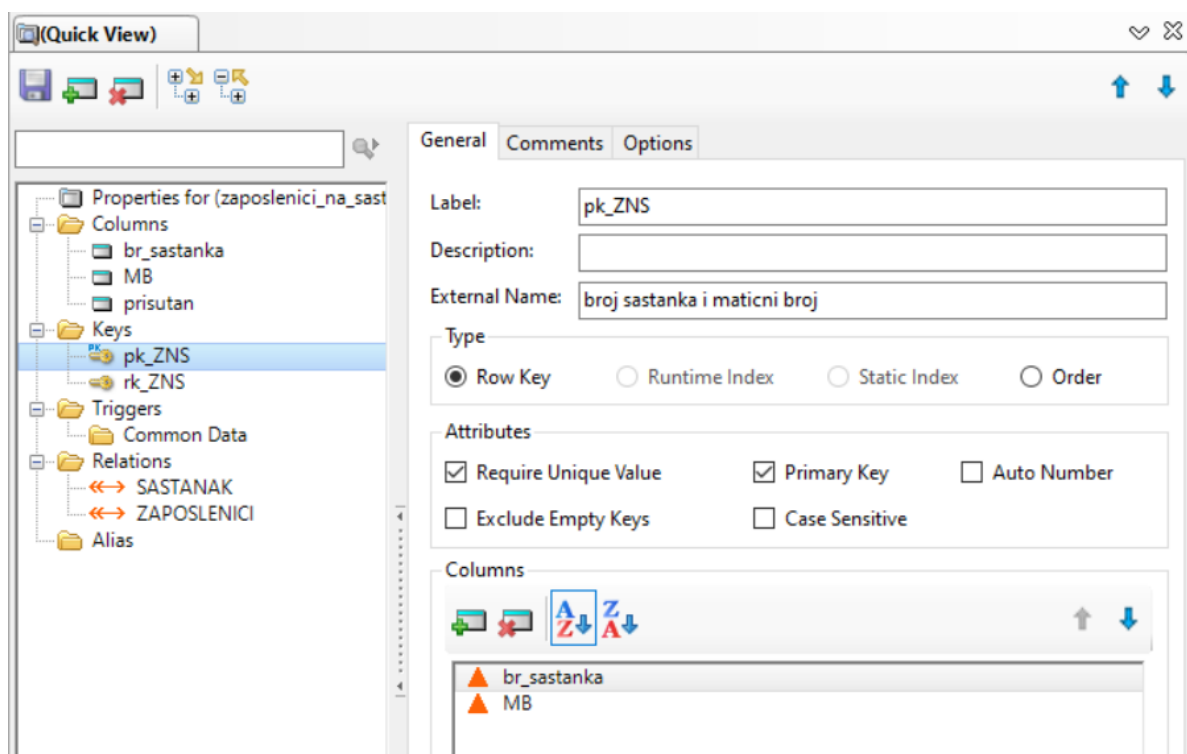 (Quick View)
General
Comments
Options
Properties for (zaposlenici_na_sast
Columns
br_sastanka
MB
prisutan
Keys
pk_ZNS
rk_ZNS
Triggers
Common Data
Relations
SASTANAK
ZAPOSLENICI
Alias
Label:
pk_ZNS
Description:
External Name:
broj sastanka i maticni broj
Type
Row Key
Runtime Index
Static Index
Order
Attributes
Require Unique Value
Primary Key
Auto Number
Exclude Empty Keys
Case Sensitive
Columns
br_sastanka
MB